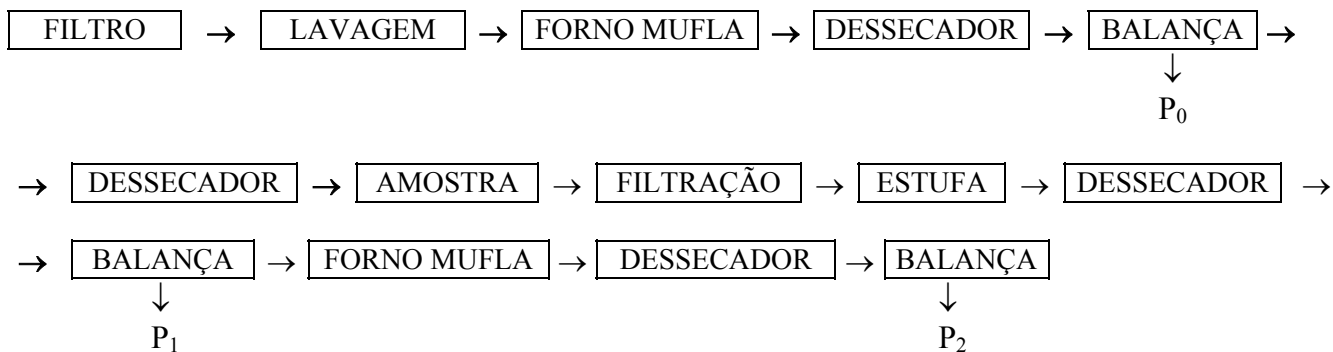 FILTRO → LAVAGEM → FORNO MUFLA → DESSECADOR → BALANÇA →
↓
P₀
→ DESSECADOR → AMOSTRA → FILTRAÇÃO → ESTUFA → DESSECADOR →
→ BALANÇA → FORNO MUFLA → DESSECADOR → BALANÇA
↓ ↓
P₁ P₂